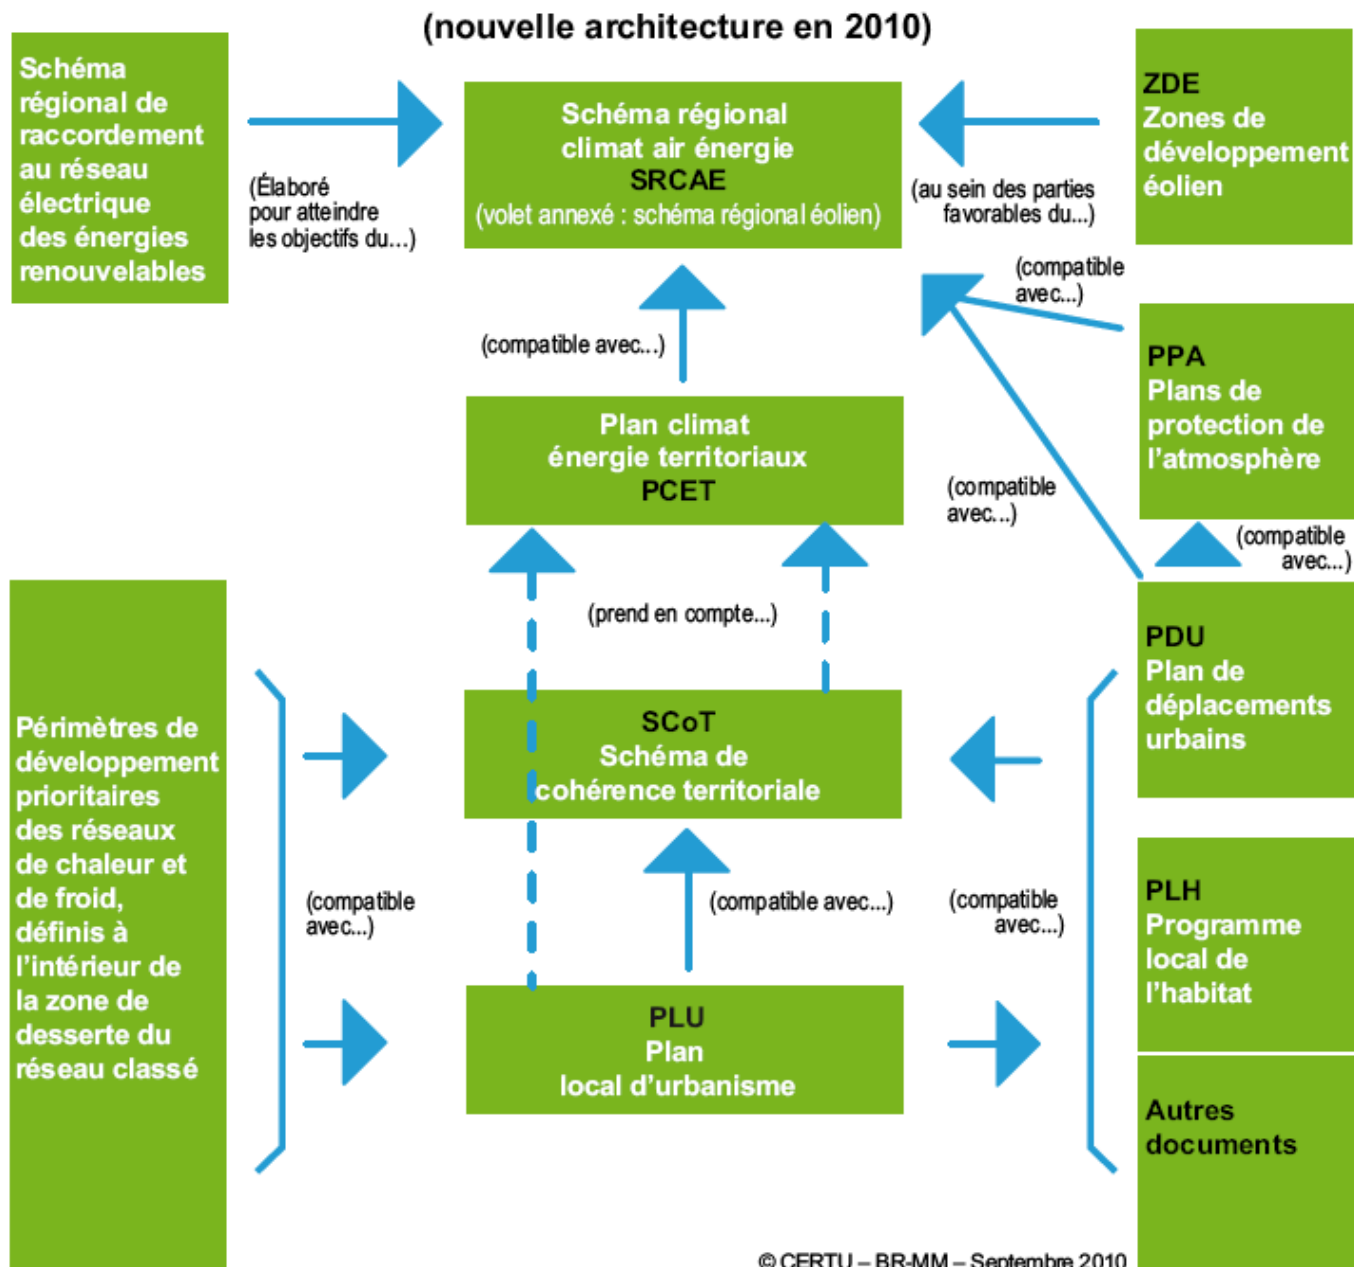 (nouvelle architecture en 2010)
Schéma
régional de
raccordement
au réseau
électrique
des énergies
renouvelables
(Élaboré
pour atteindre
les objectifs du...)
Schéma régional
climat air énergie
SRCAE
(volet annexé : schéma régional éolien)
(au sein des parties
favorables du...)
ZDE
Zones de
développement
éolien
(compatible
avec...)
(compatible avec...)
PPA
Plans de
protection de
l'atmosphère
Plan climat
énergie territoriaux
PCET
(compatible
avec...)
(compatible
avec...)
(prend en compte...)
PDU
Plan de
déplacements
urbains
SCoT
Schéma de
cohérence territoriale
Périmètres de
développement
prioritaires
des réseaux
de chaleur et
de froid,
définis à
l'intérieur de
la zone de
desserte du
réseau classé
(compatible
avec...)
(compatible avec...)
(compatible
avec...)
PLH
Programme
local de
l'habitat
PLU
Plan
local d'urbanisme
Autres
documents
© CERTU – BR-MM – Septembre 2010